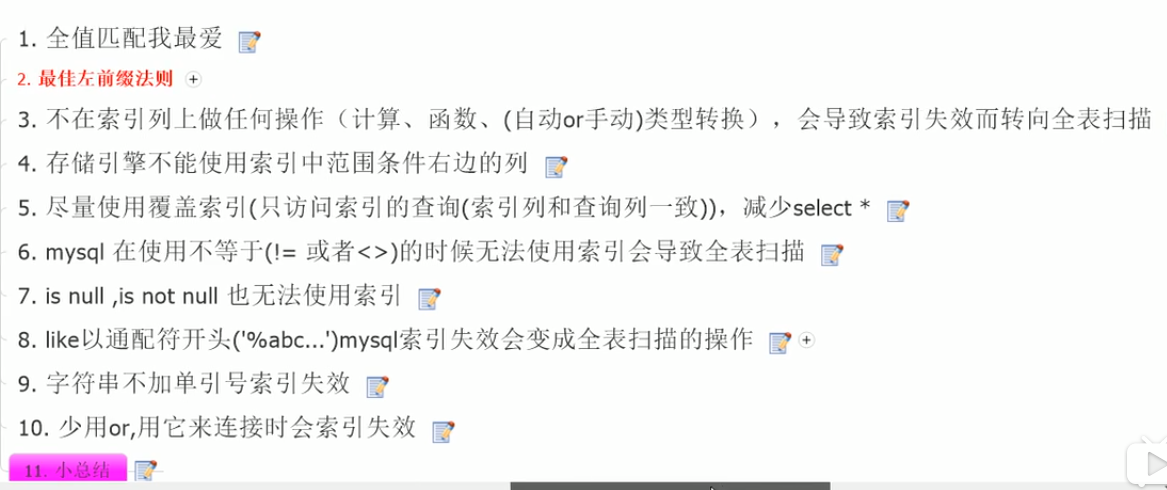 1. 全值匹配我最爱
2. 最佳左前缀法则
3. 不在索引列上做任何操作（计算、函数、(自动or手动)类型转换），会导致索引失效而转向全表扫描
4. 存储引擎不能使用索引中范围条件右边的列
5. 尽量使用覆盖索引(只访问索引的查询(索引列和查询列一致))，减少select *
6. mysql 在使用不等于(!= 或者<>)的时候无法使用索引会导致全表扫描
7. is null ,is not null 也无法使用索引
8. like以通配符开头('%abc...')mysql索引失效会变成全表扫描的操作
9. 字符串不加单引号索引失效
10. 少用or,用它来连接时会索引失效
11. 小总结